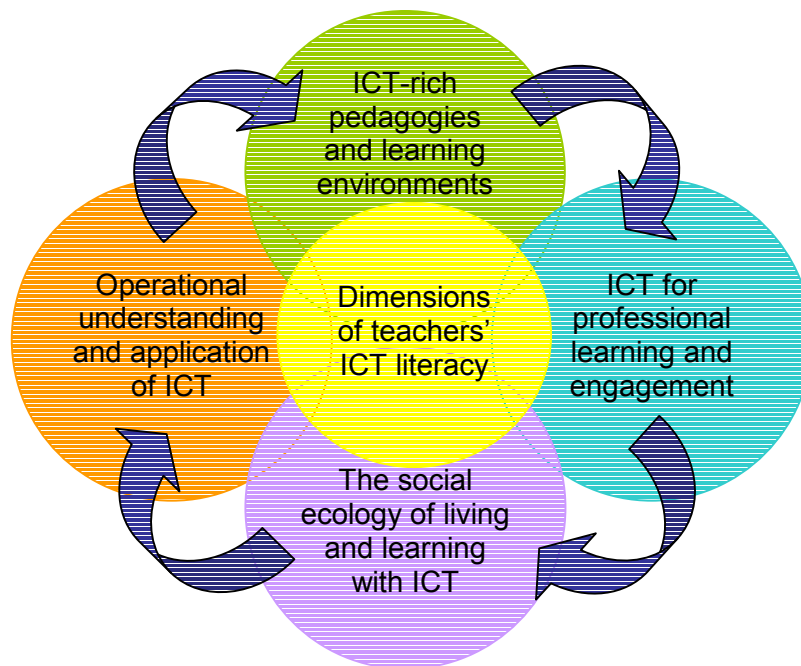 ICT-rich
pedagogies
and learning
environments
Operational
understanding
and application
of ICT
Dimensions
of teachers'
ICT literacy
ICT for
professional
learning and
engagement
The social
ecology of living
and learning
with ICT